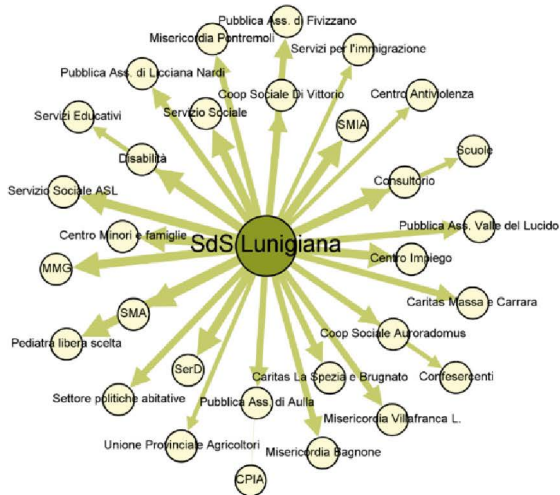 Pubblica Ass. di Fivizzano
Misericordia Pontremoli
Servizi per l'immigrazione
Pubblica Ass. di Licciana Nardi
Coop Sociale Di Vittorio
Centro Antiviolenza
Servizi Educativi
Servizio Sociale
SMIA
Disabilità
Scuole
Consultorio
Servizio Sociale ASL
Centro Minori e famiglie
Pubblica Ass. Valle del Lucido
SdS Lunigiana
MMG
Centro Impiego
Caritas Massa e Carrara
SMA
Coop Sociale Auroradomus
Pediatra libera scelta
SerD
Caritas La Spezia e Brugnato
Confesercenti
Settore politiche abitative
Pubblica Ass. di Aulla
Misericordia Villafranca L.
Unione Provinciale Agricoltori
Misericordia Bagnone
CPIA